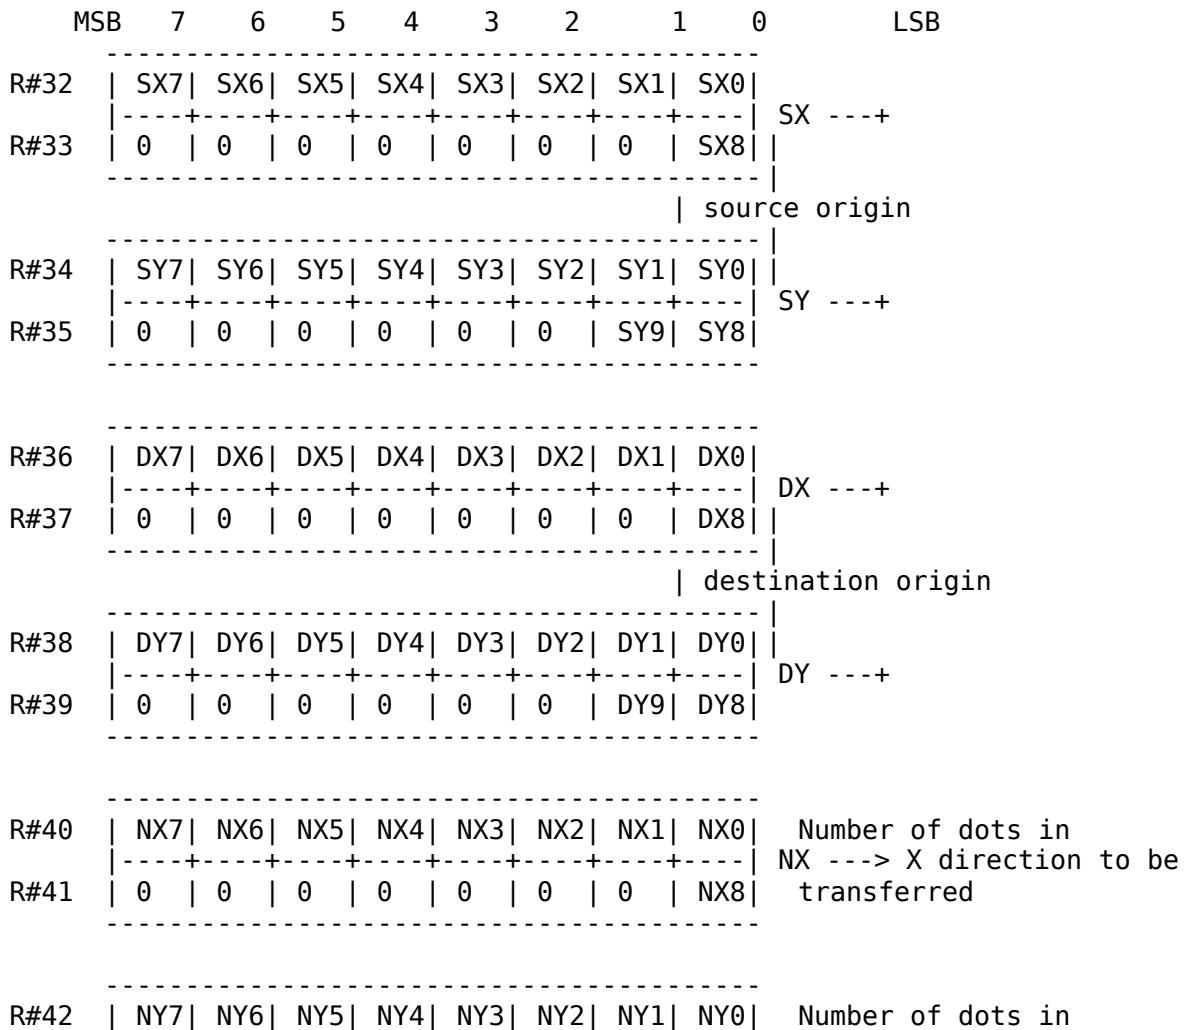 MSB   7    6    5    4    3    2      1    0        LSB
      -----------------------------------------
R#32  | SX7| SX6| SX5| SX4| SX3| SX2| SX1| SX0|
      |----+----+----+----+----+----+----+----| SX ---+
R#33  | 0  | 0  | 0  | 0  | 0  | 0  | 0  | SX8| |
      ----------------------------------------- |
                                         | source origin
      ----------------------------------------- |
R#34  | SY7| SY6| SY5| SY4| SY3| SY2| SY1| SY0| |
      |----+----+----+----+----+----+----+----| SY ---+
R#35  | 0  | 0  | 0  | 0  | 0  | 0  | SY9| SY8|
      -----------------------------------------

      -----------------------------------------
R#36  | DX7| DX6| DX5| DX4| DX3| DX2| DX1| DX0|
      |----+----+----+----+----+----+----+----| DX ---+
R#37  | 0  | 0  | 0  | 0  | 0  | 0  | 0  | DX8| |
      ----------------------------------------- |
                                         | destination origin
      ----------------------------------------- |
R#38  | DY7| DY6| DY5| DY4| DY3| DY2| DY1| DY0| |
      |----+----+----+----+----+----+----+----| DY ---+
R#39  | 0  | 0  | 0  | 0  | 0  | 0  | DY9| DY8|
      -----------------------------------------

      -----------------------------------------
R#40  | NX7| NX6| NX5| NX4| NX3| NX2| NX1| NX0|  Number of dots in
      |----+----+----+----+----+----+----+----| NX ---> X direction to be
R#41  | 0  | 0  | 0  | 0  | 0  | 0  | 0  | NX8|  transferred
      -----------------------------------------

      -----------------------------------------
R#42  | NY7| NY6| NY5| NY4| NY3| NY2| NY1| NY0|  Number of dots in